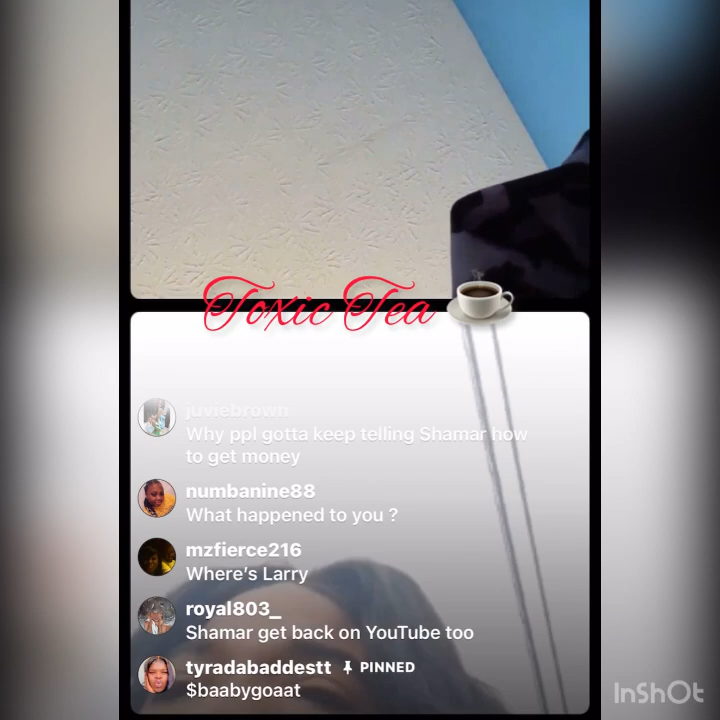 Toxic Tea
juviebrown
Why ppl gotta keep telling Shamar how
to get money
numbanine88
What happened to you ?
mzfierce216
Where's Larry
royal803_
Shamar get back on YouTube too
tyradabaddestt PINNED
$baabygoaat
InShOt